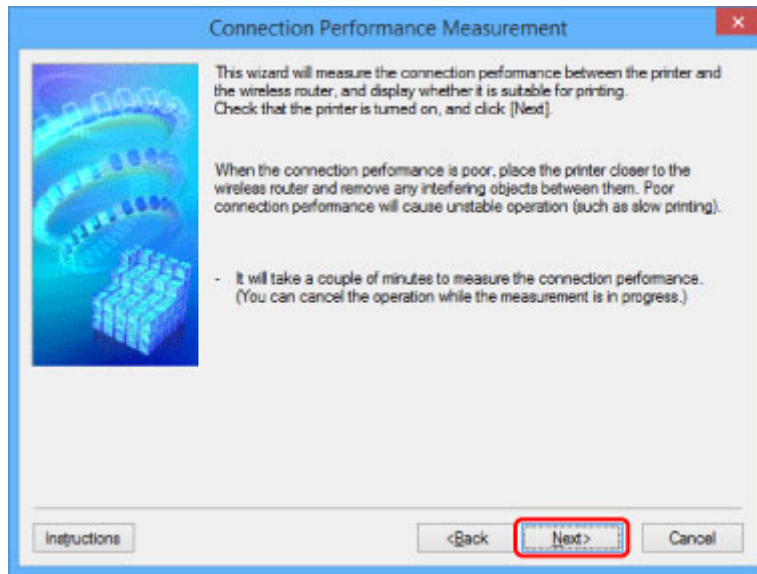 Connection Performance Measurement
This wizard will measure the connection performance between the printer and
the wireless router, and display whether it is suitable for printing.
Check that the printer is turned on, and click [Next].
When the connection performance is poor, place the printer closer to the
wireless router and remove any interfering objects between them. Poor
connection performance will cause unstable operation (such as slow printing).
- It will take a couple of minutes to measure the connection performance.
(You can cancel the operation while the measurement is in progress.)
Instructions <Back Next> Cancel